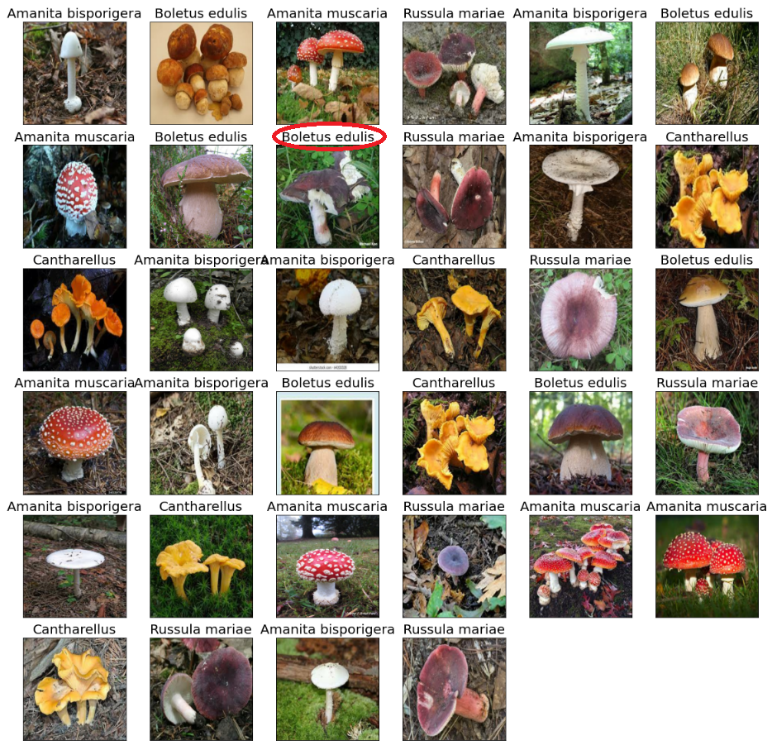 Amanita bisporigera Boletus edulis Amanita muscaria Russula mariae Amanita bisporigera Boletus edulis
Amanita muscaria Boletus edulis Boletus edulis Russula mariae Amanita bisporigera Cantharellus
Cantharellus Amanita bisporigera Amanita bisporigera Cantharellus Russula mariae Boletus edulis
Amanita muscaria Amanita bisporigera Boletus edulis Cantharellus Boletus edulis Russula mariae
Amanita bisporigera Cantharellus Amanita muscaria Russula mariae Amanita muscaria Amanita muscaria
Cantharellus Russula mariae Amanita bisporigera Russula mariae